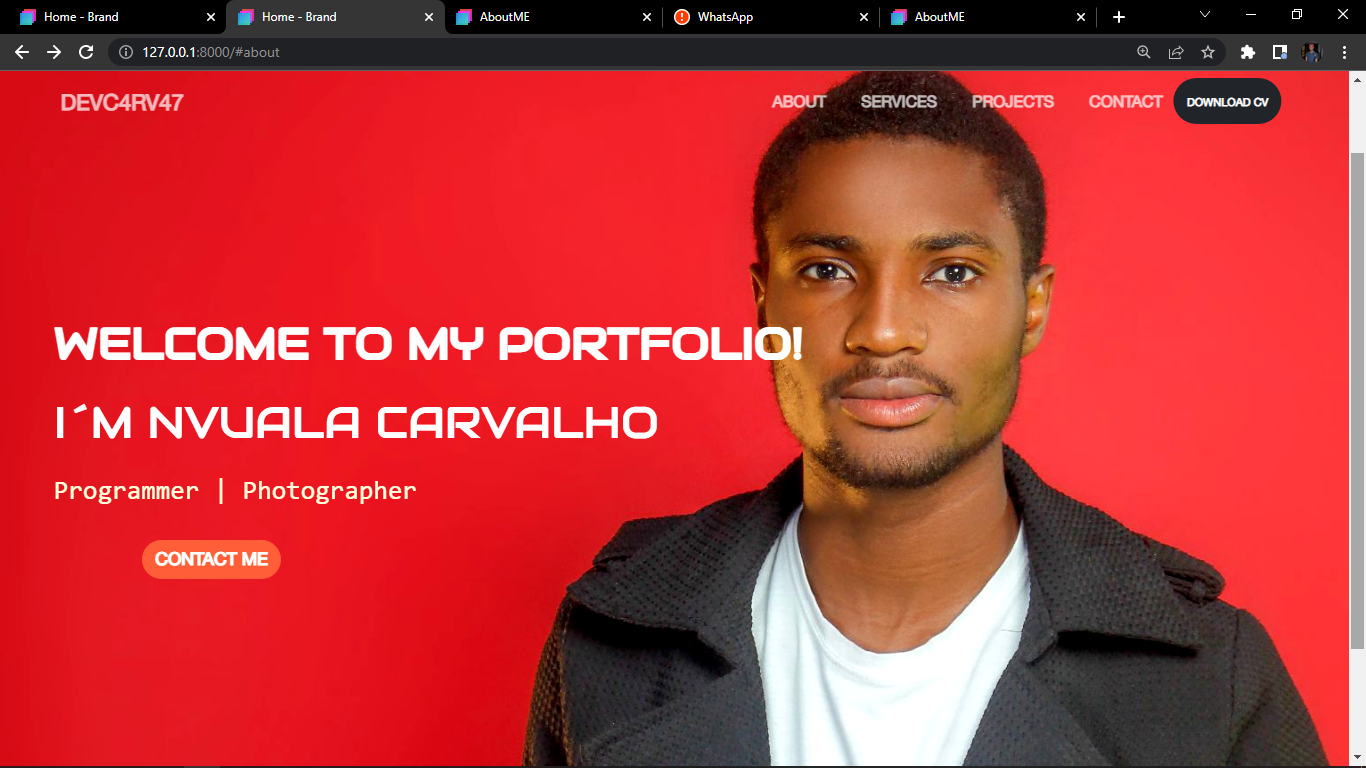 Home - Brand
Home - Brand
AboutME
WhatsApp
AboutME
127.0.0.1:8000/#about
DEVC4RV47
ABOUT
SERVICES
PROJECTS
CONTACT
DOWNLOAD CV
WELCOME TO MY PORTFOLIO!
I´M NVUALA CARVALHO
Programmer | Photographer
CONTACT ME